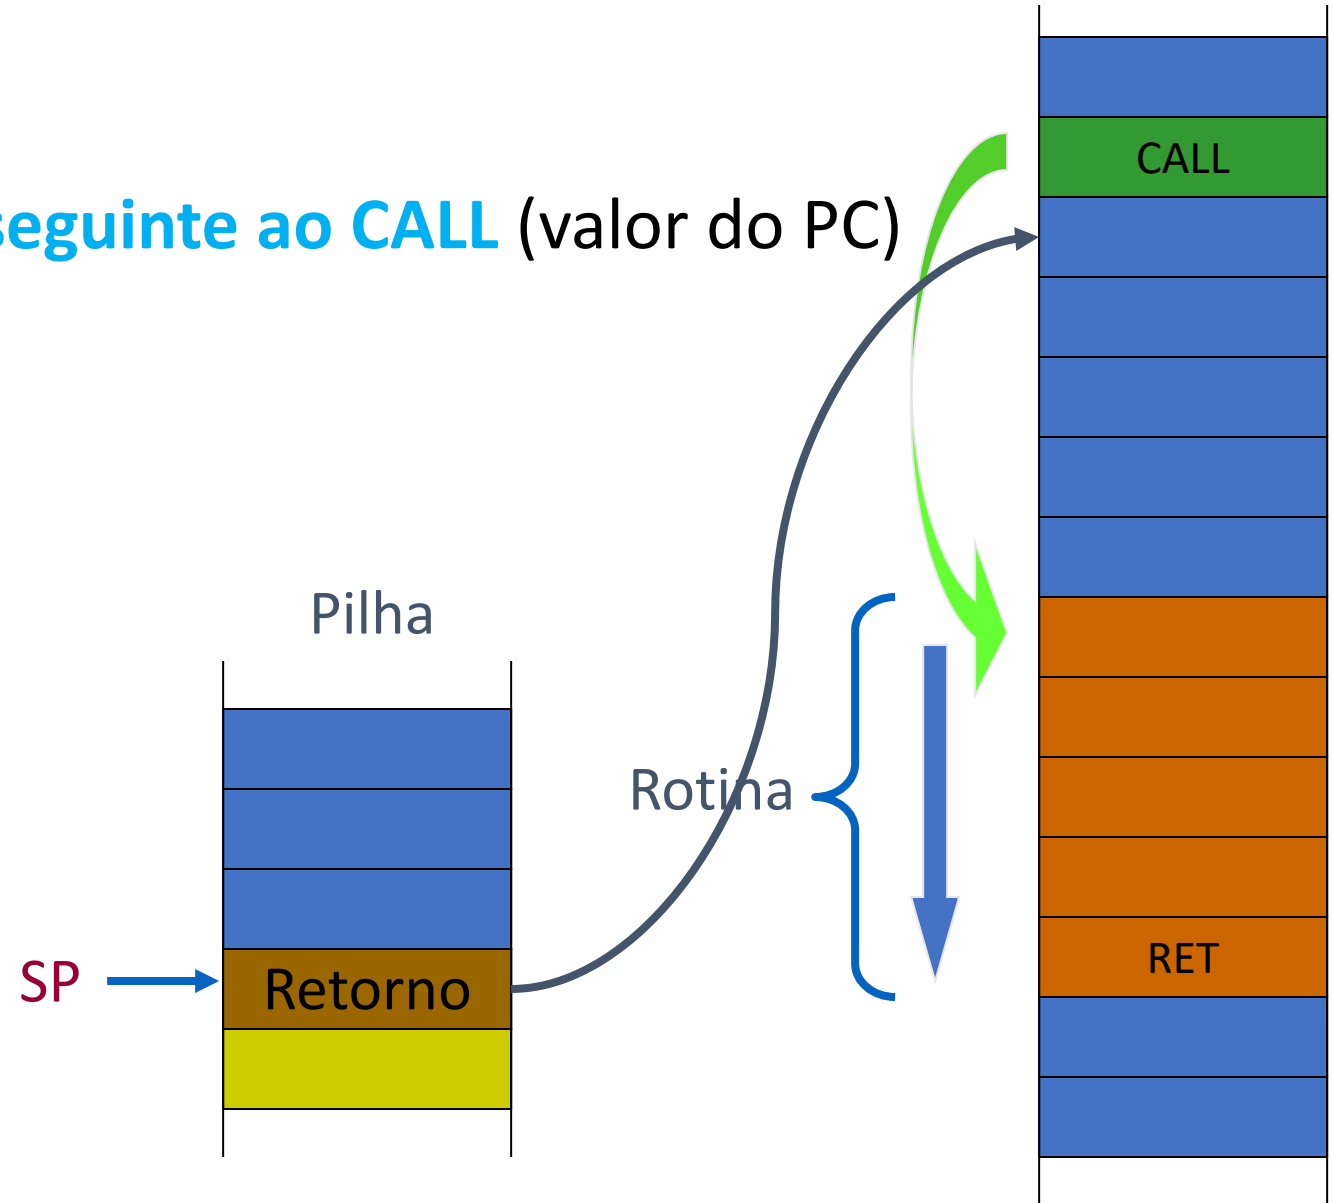 CALL
seguinte ao CALL (valor do PC)
Pilha
Rotina
RET
SP
Retorno